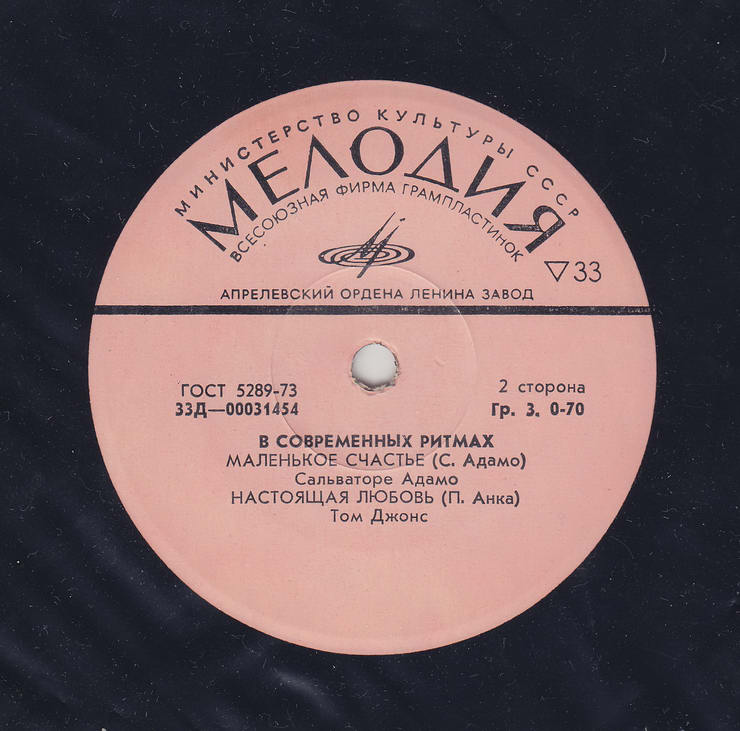 МИНИСТЕРСТВО КУЛЬТУРЫ СССР
МЕЛОДИЯ
ВСЕСОЮЗНАЯ ФИРМА ГРАМПЛАСТИНОК
▽33
АПРЕЛЕВСКИЙ ОРДЕНА ЛЕНИНА ЗАВОД
ГОСТ 5289-73 2 сторона
33Д—00031454 Гр. 3. 0-70
В СОВРЕМЕННЫХ РИТМАХ
МАЛЕНЬКОЕ СЧАСТЬЕ (С. Адамо)
Сальваторе Адамо
НАСТОЯЩАЯ ЛЮБОВЬ (П. Анка)
Том Джонс